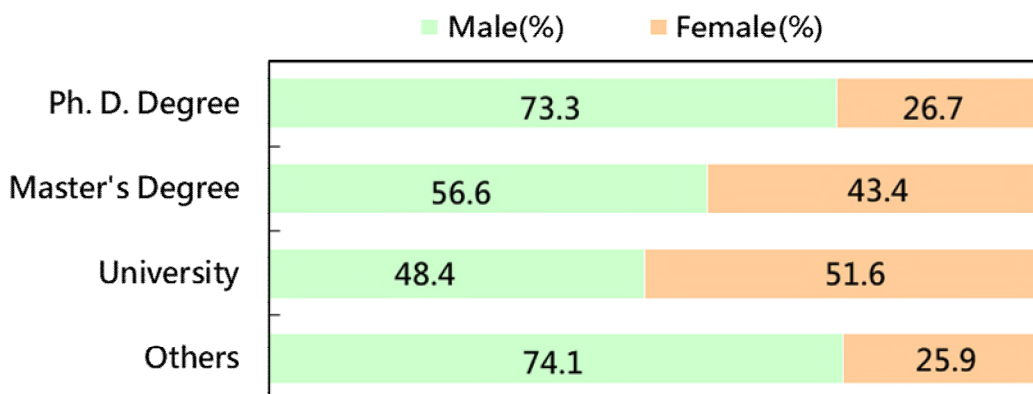 Male(%) Female(%)
Ph. D. Degree 73.3 26.7
Master's Degree 56.6 43.4
University 48.4 51.6
Others 74.1 25.9